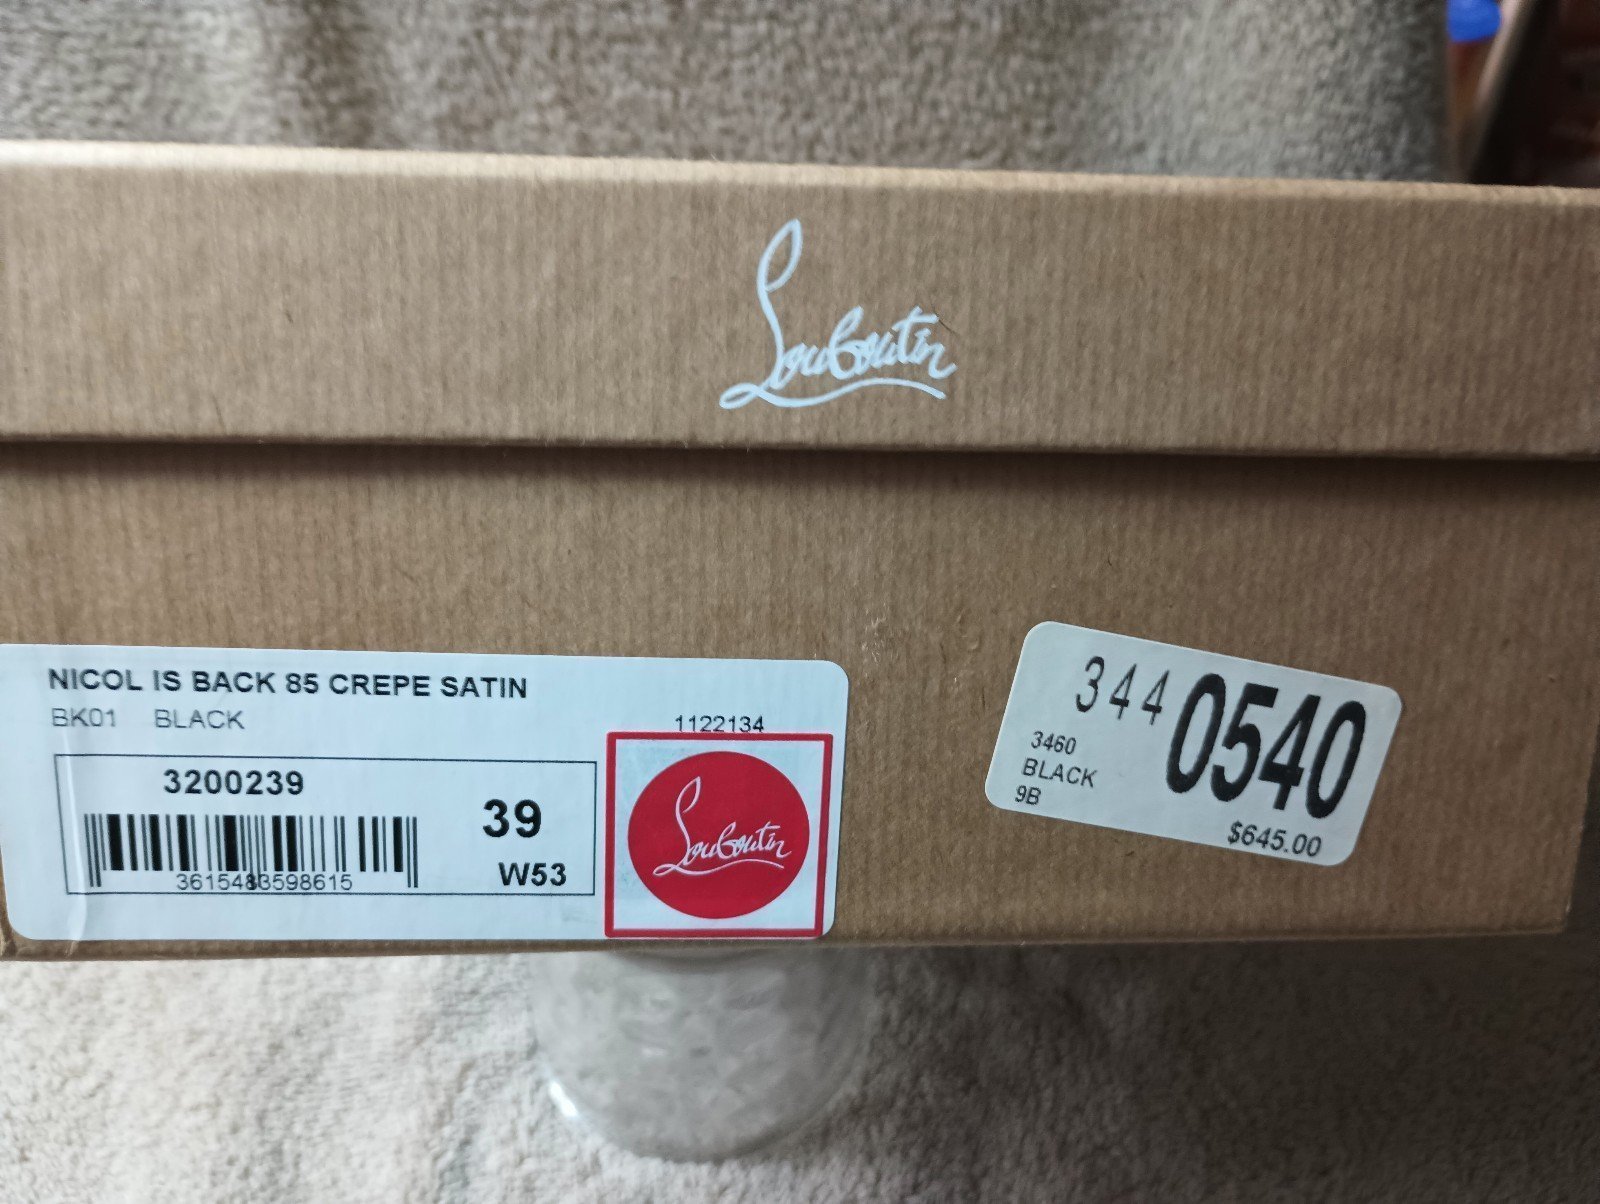 Louboutin
NICOL IS BACK 85 CREPE SATIN
BK01 BLACK
1122134
3200239
39
3615483598615
W53
Louboutin
344 0540
3460
BLACK
9B
$645.00